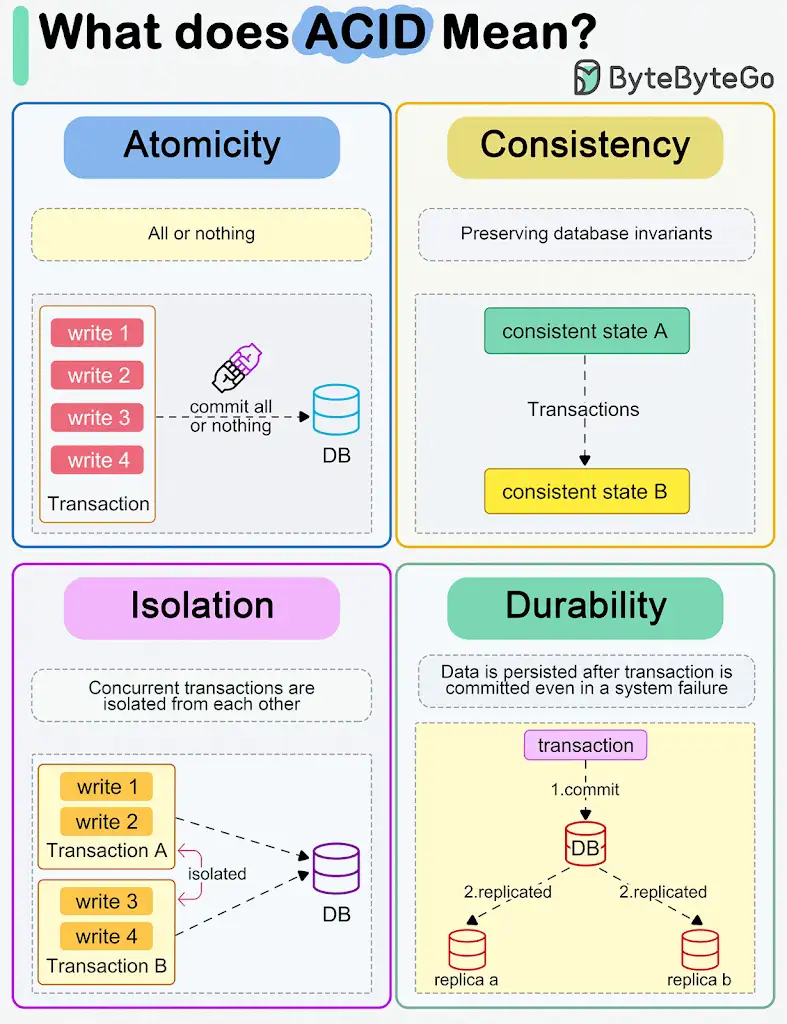 What does ACID Mean?
ByteByteGo
Atomicity
All or nothing
write 1
write 2
write 3
write 4
Transaction
commit all
or nothing
DB
Consistency
Preserving database invariants
consistent state A
Transactions
consistent state B
Isolation
Concurrent transactions are
isolated from each other
write 1
write 2
Transaction A
isolated
write 3
write 4
Transaction B
DB
Durability
Data is persisted after transaction is
committed even in a system failure
transaction
1.commit
DB
2.replicated
2.replicated
replica a
replica b